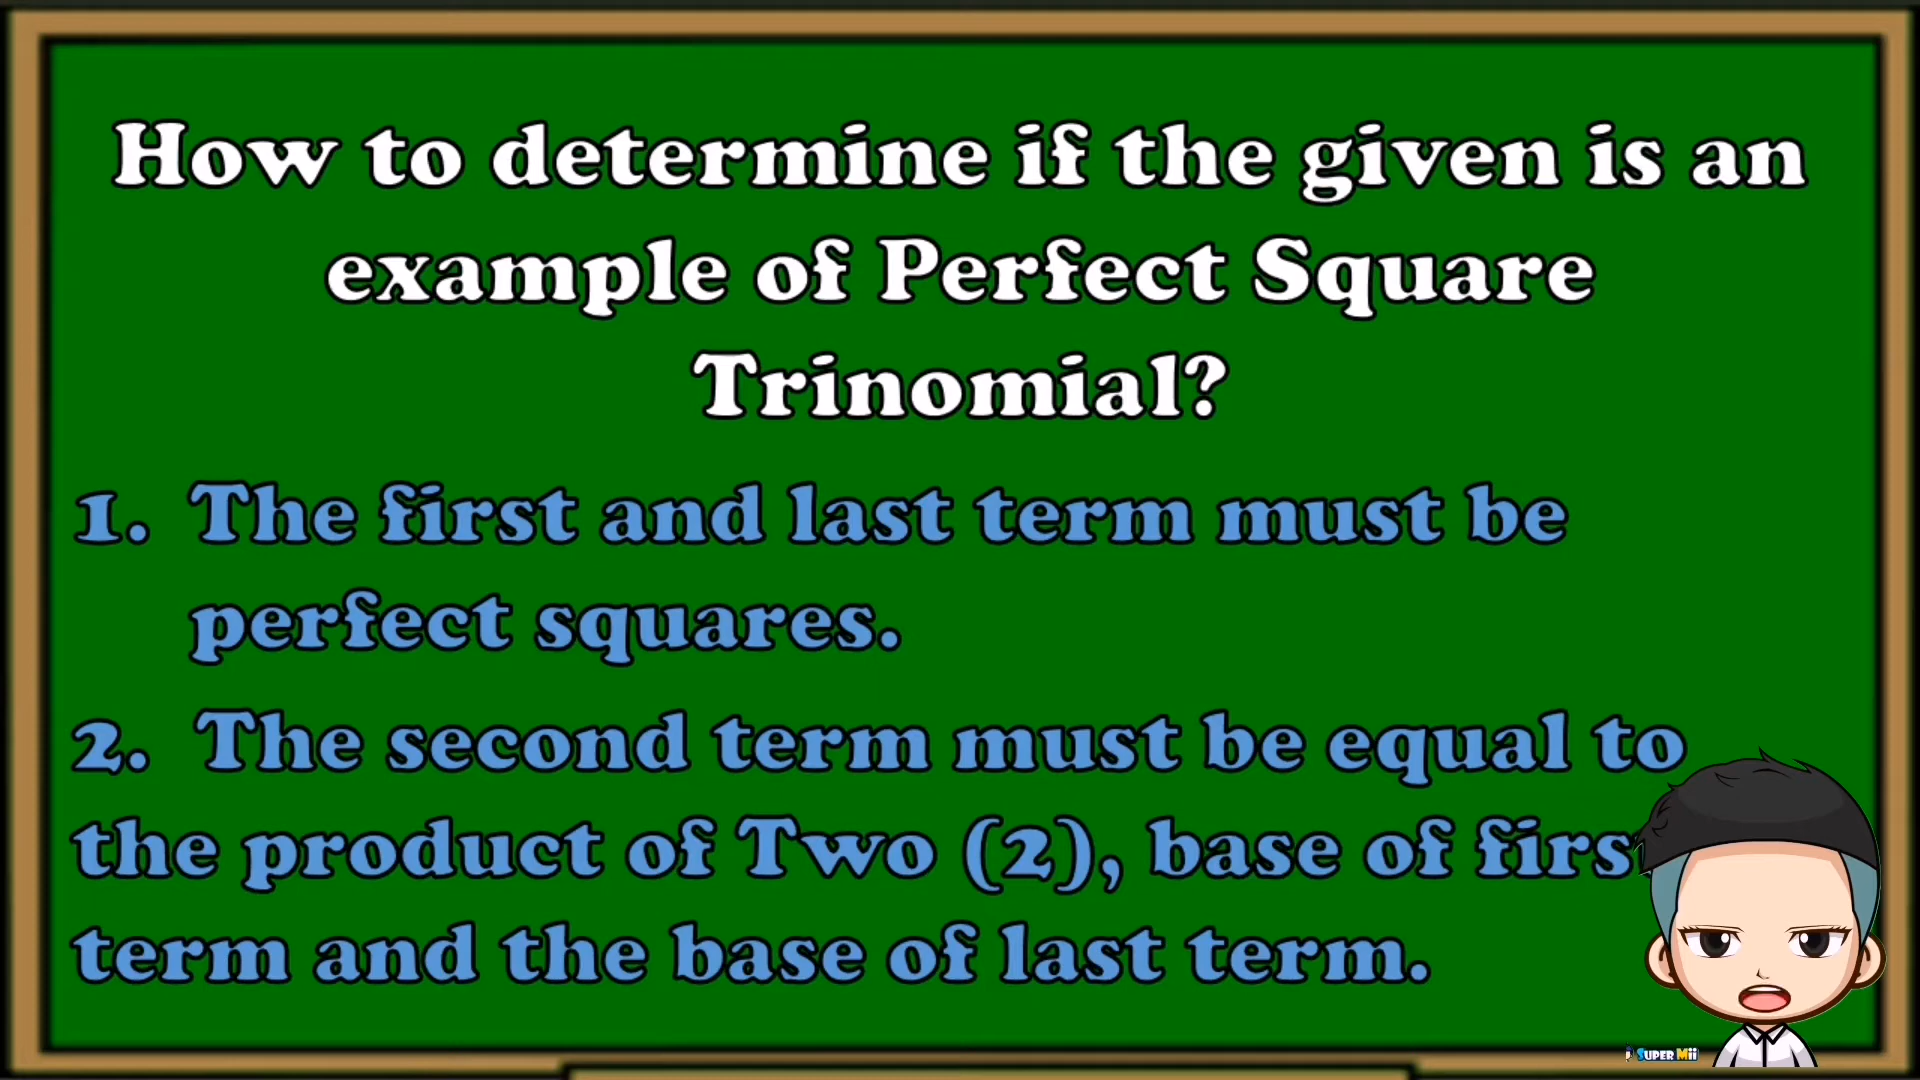 How to determine if the given is an
example of Perfect Square
Trinomial?
1. The first and last term must be
perfect squares.
2. The second term must be equal to
the product of Two (2), base of firs
term and the base of last term.
SUPER Mii